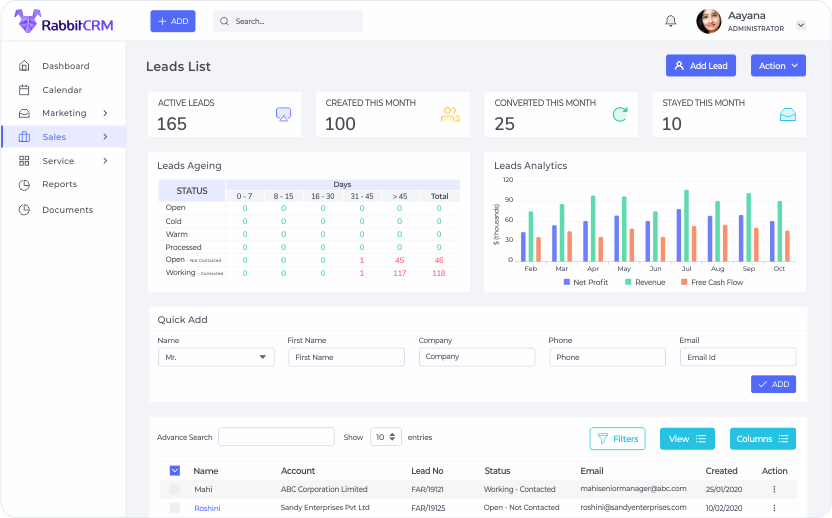 RabbitCRM
+ ADD
Search...
Aayana
ADMINISTRATOR
Dashboard
Calendar
Marketing
Sales
Service
Reports
Documents
Leads List
Add Lead
Action
ACTIVE LEADS
165
CREATED THIS MONTH
100
CONVERTED THIS MONTH
25
STAYED THIS MONTH
10
Leads Ageing
STATUS Days
0 - 7 8 - 15 16 - 30 31 - 45 > 45 Total
Open 0 0 0 0 0 0
Cold 0 0 0 0 0 0
Warm 0 0 0 0 0 0
Processed 0 0 0 0 0 0
Open - Not Contacted 0 0 0 1 45 46
Working - Contacted 0 0 0 1 117 118
Leads Analytics
$ (thousands)
120
90
60
30
0
Feb Mar Apr May Jun Jul Aug Sep Oct
Net Profit Revenue Free Cash Flow
Quick Add
Name First Name Company Phone Email
Mr. First Name Company Phone Email Id
ADD
Advance Search Show 10 entries
Filters View Columns
Name Account Lead No Status Email Created Action
Mahi ABC Corporation Limited FAR/19121 Working - Contacted mahiseniormanager@abc.com 25/01/2020
Roshini Sandy Enterprises Pvt Ltd FAR/19125 Open - Not Contacted roshini@sandyenterprises.com 10/02/2020